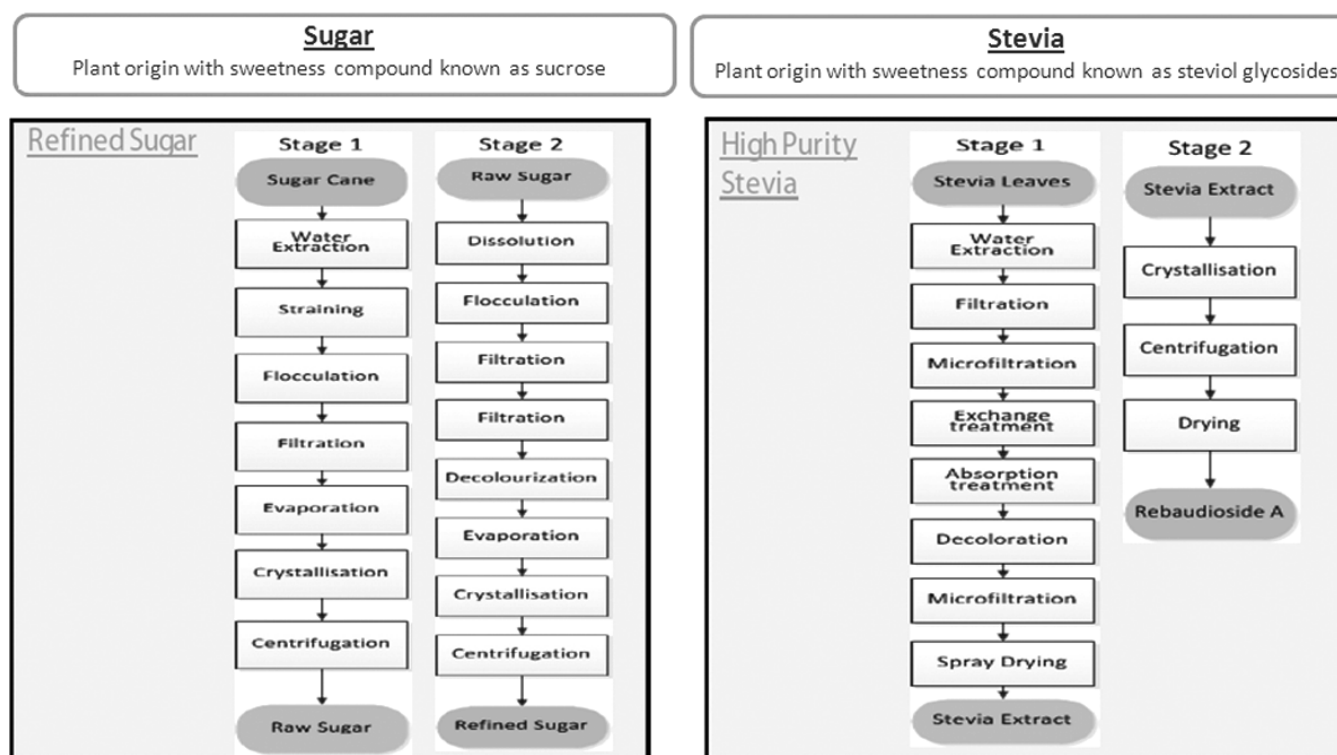 Sugar
Plant origin with sweetness compound known as sucrose
Stevia
Plant origin with sweetness compound known as steviol glycosides
Refined Sugar
Stage 1
Sugar Cane
Water
Extraction
Straining
Flocculation
Filtration
Evaporation
Crystallisation
Centrifugation
Raw Sugar
Stage 2
Raw Sugar
Dissolution
Flocculation
Filtration
Filtration
Decolourization
Evaporation
Crystallisation
Centrifugation
Refined Sugar
High Purity
Stevia
Stage 1
Stevia Leaves
Water
Extraction
Filtration
Microfiltration
Exchange
treatment
Absorption
treatment
Decoloration
Microfiltration
Spray Drying
Stevia Extract
Stage 2
Stevia Extract
Crystallisation
Centrifugation
Drying
Rebaudioside A